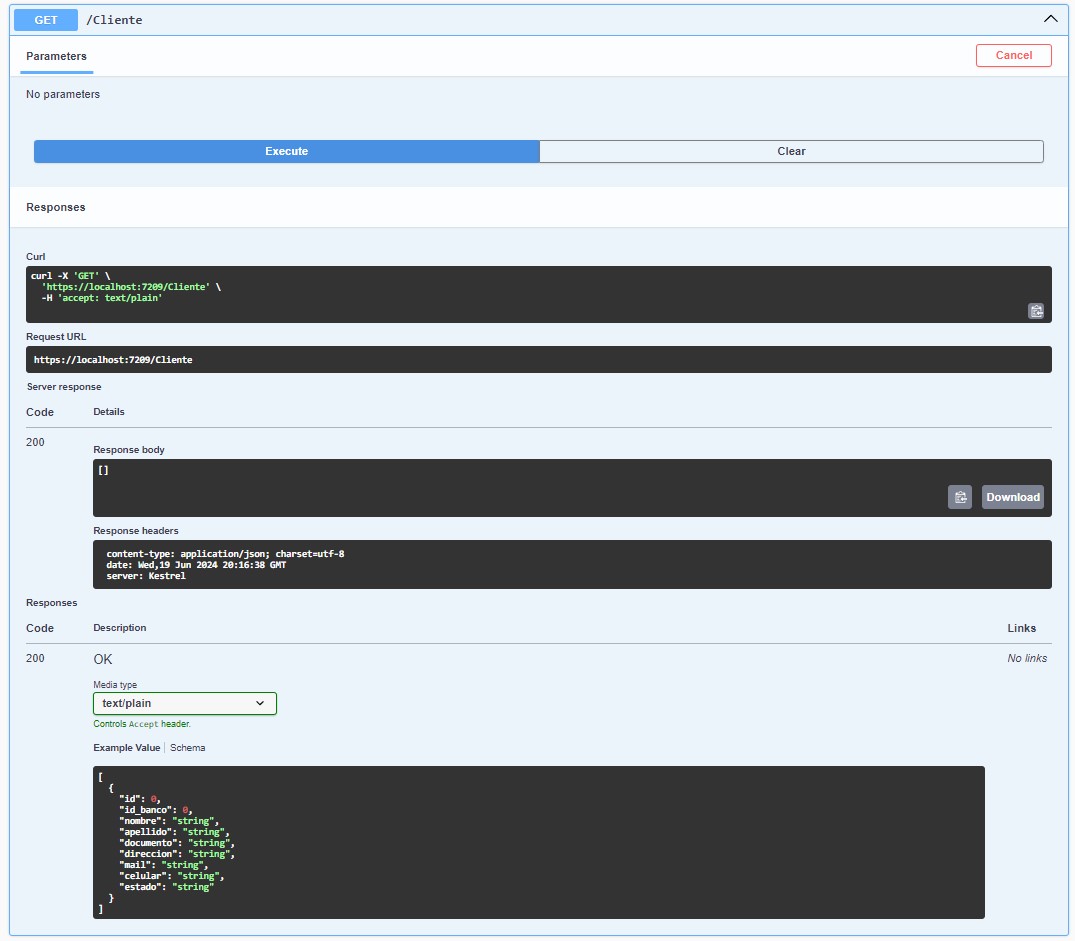 GET /Cliente
Parameters Cancel
No parameters
Execute Clear
Responses
Curl
curl -X 'GET' \
  'https://localhost:7209/Cliente' \
  -H 'accept: text/plain'
Request URL
https://localhost:7209/Cliente
Server response
Code Details
200
Response body
[]
Download
Response headers
content-type: application/json; charset=utf-8
date: Wed,19 Jun 2024 20:16:38 GMT
server: Kestrel
Responses
Code Description Links
200 OK No links
Media type
text/plain
Controls Accept header.
Example Value Schema
[
  {
    "id": 0,
    "id_banco": 0,
    "nombre": "string",
    "apellido": "string",
    "documento": "string",
    "direccion": "string",
    "mail": "string",
    "celular": "string",
    "estado": "string"
  }
]